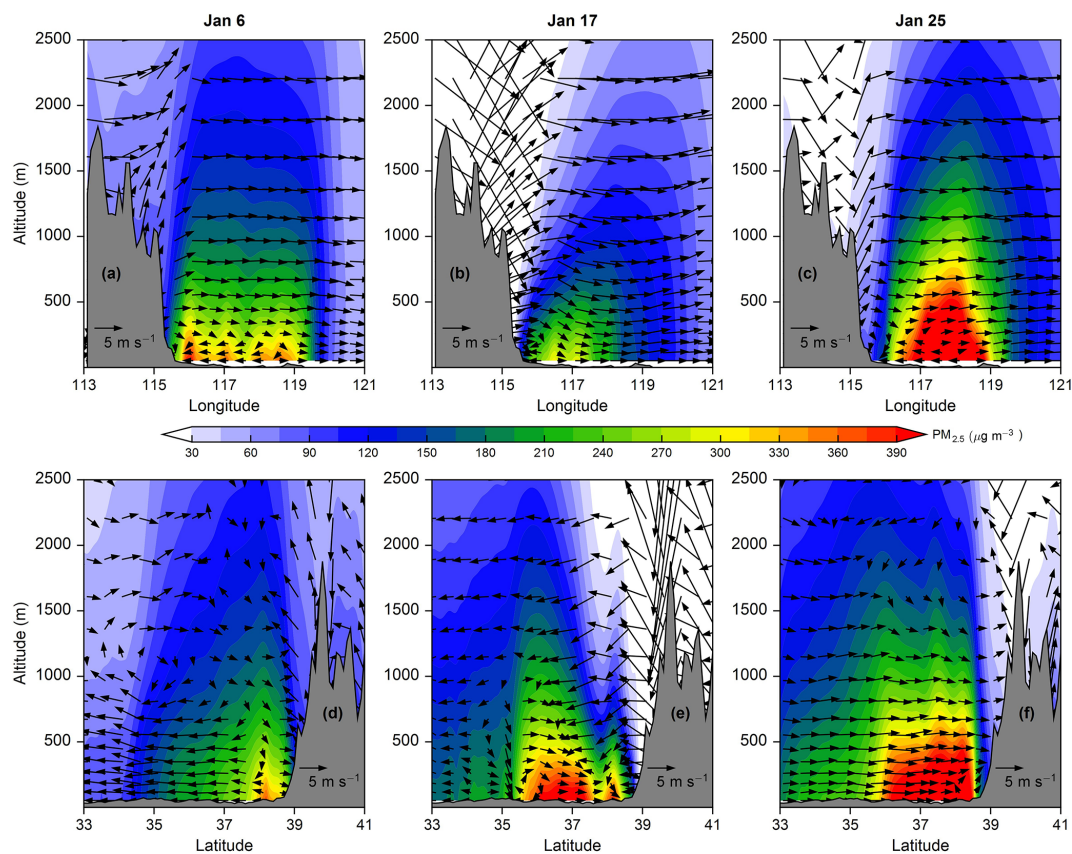 Jan 6 Jan 17 Jan 25
2500 2500 2500
2000 2000 2000
1500 1500 1500
Altitude (m)
1000 1000 1000
(a) (b) (c)
500 500 500
5 m s⁻¹ 5 m s⁻¹ 5 m s⁻¹
113 115 117 119 121 113 115 117 119 121 113 115 117 119 121
Longitude Longitude Longitude
PM₂.₅ (μg m⁻³)
30 60 90 120 150 180 210 240 270 300 330 360 390
2500 2500 2500
2000 2000 2000
1500 1500 1500
Altitude (m)
1000 1000 1000
(d) (e) (f)
500 500 500
5 m s⁻¹ 5 m s⁻¹ 5 m s⁻¹
33 35 37 39 41 33 35 37 39 41 33 35 37 39 41
Latitude Latitude Latitude